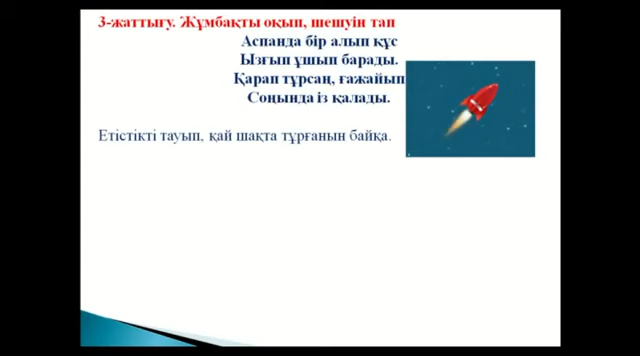 3-жаттығу. Жұмбақты оқып, шешуін тап
Аспанда бір алып құс
Ызғып ұшып барады.
Қарап тұрсаң, ғажайып
Соңында із қалады.
Етістікті тауып, қай шақта тұрғанын байқа.